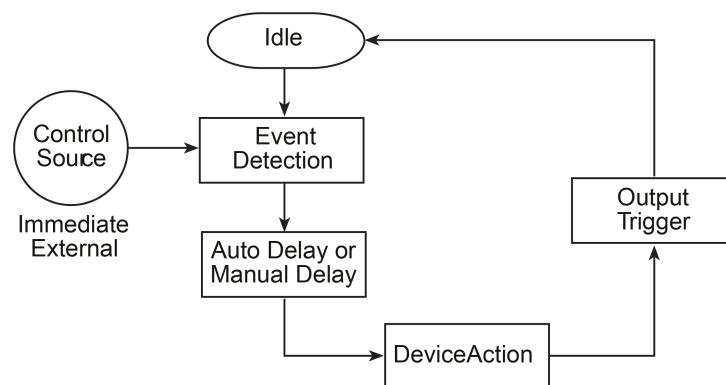 Idle
Control
Source
Event
Detection
Immediate
External
Output
Trigger
Auto Delay or
Manual Delay
DeviceAction